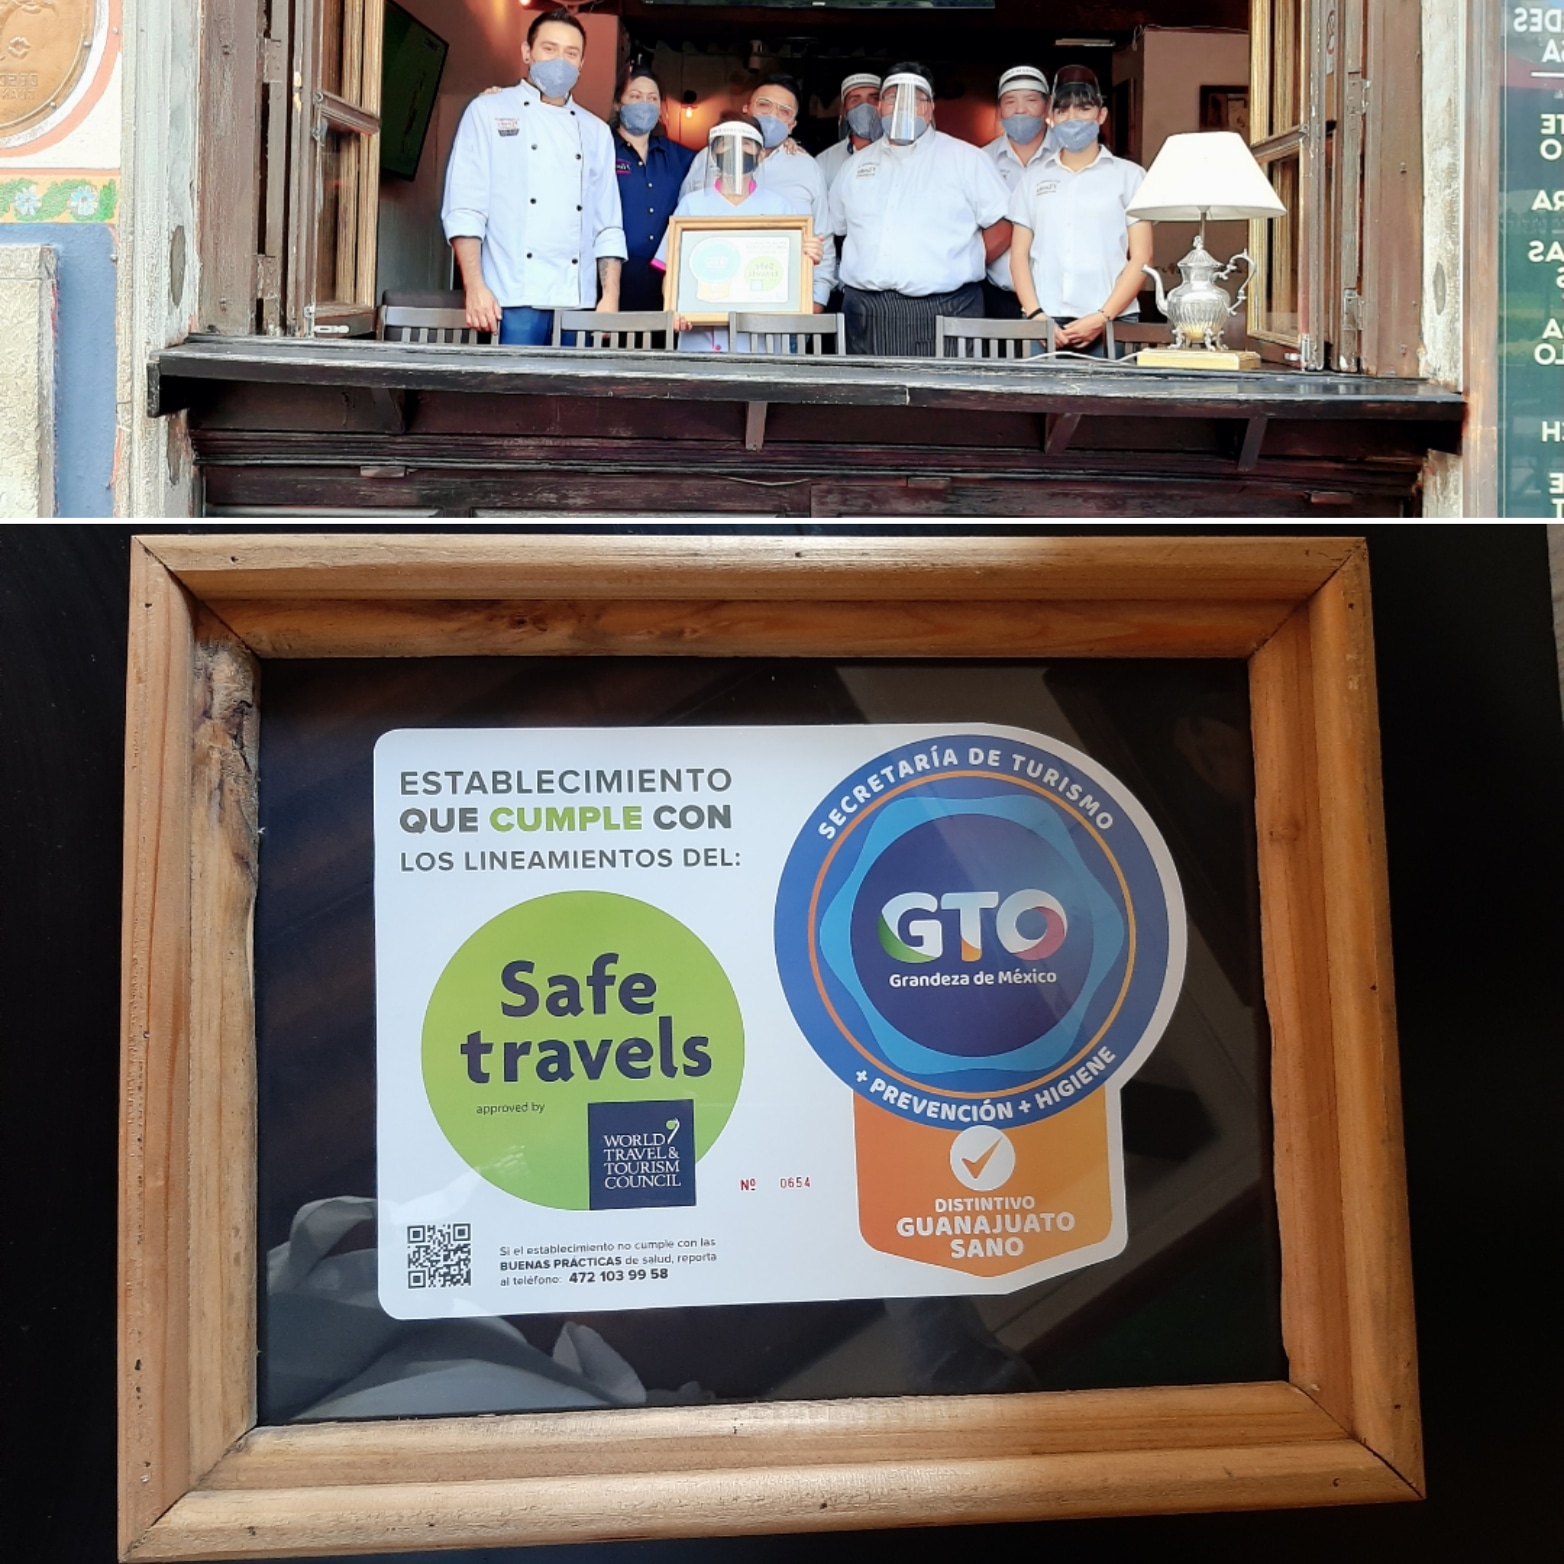 ESTABLECIMIENTO
QUE CUMPLE CON
LOS LINEAMIENTOS DEL:
Safe
travels
approved by
WORLD
TRAVEL &
TOURISM
COUNCIL
Nº 0654
Si el establecimiento no cumple con las
BUENAS PRÁCTICAS de salud, reporta
al teléfono: 472 103 99 58
SECRETARÍA DE TURISMO
GTO
Grandeza de México
+ PREVENCIÓN + HIGIENE
DISTINTIVO
GUANAJUATO
SANO